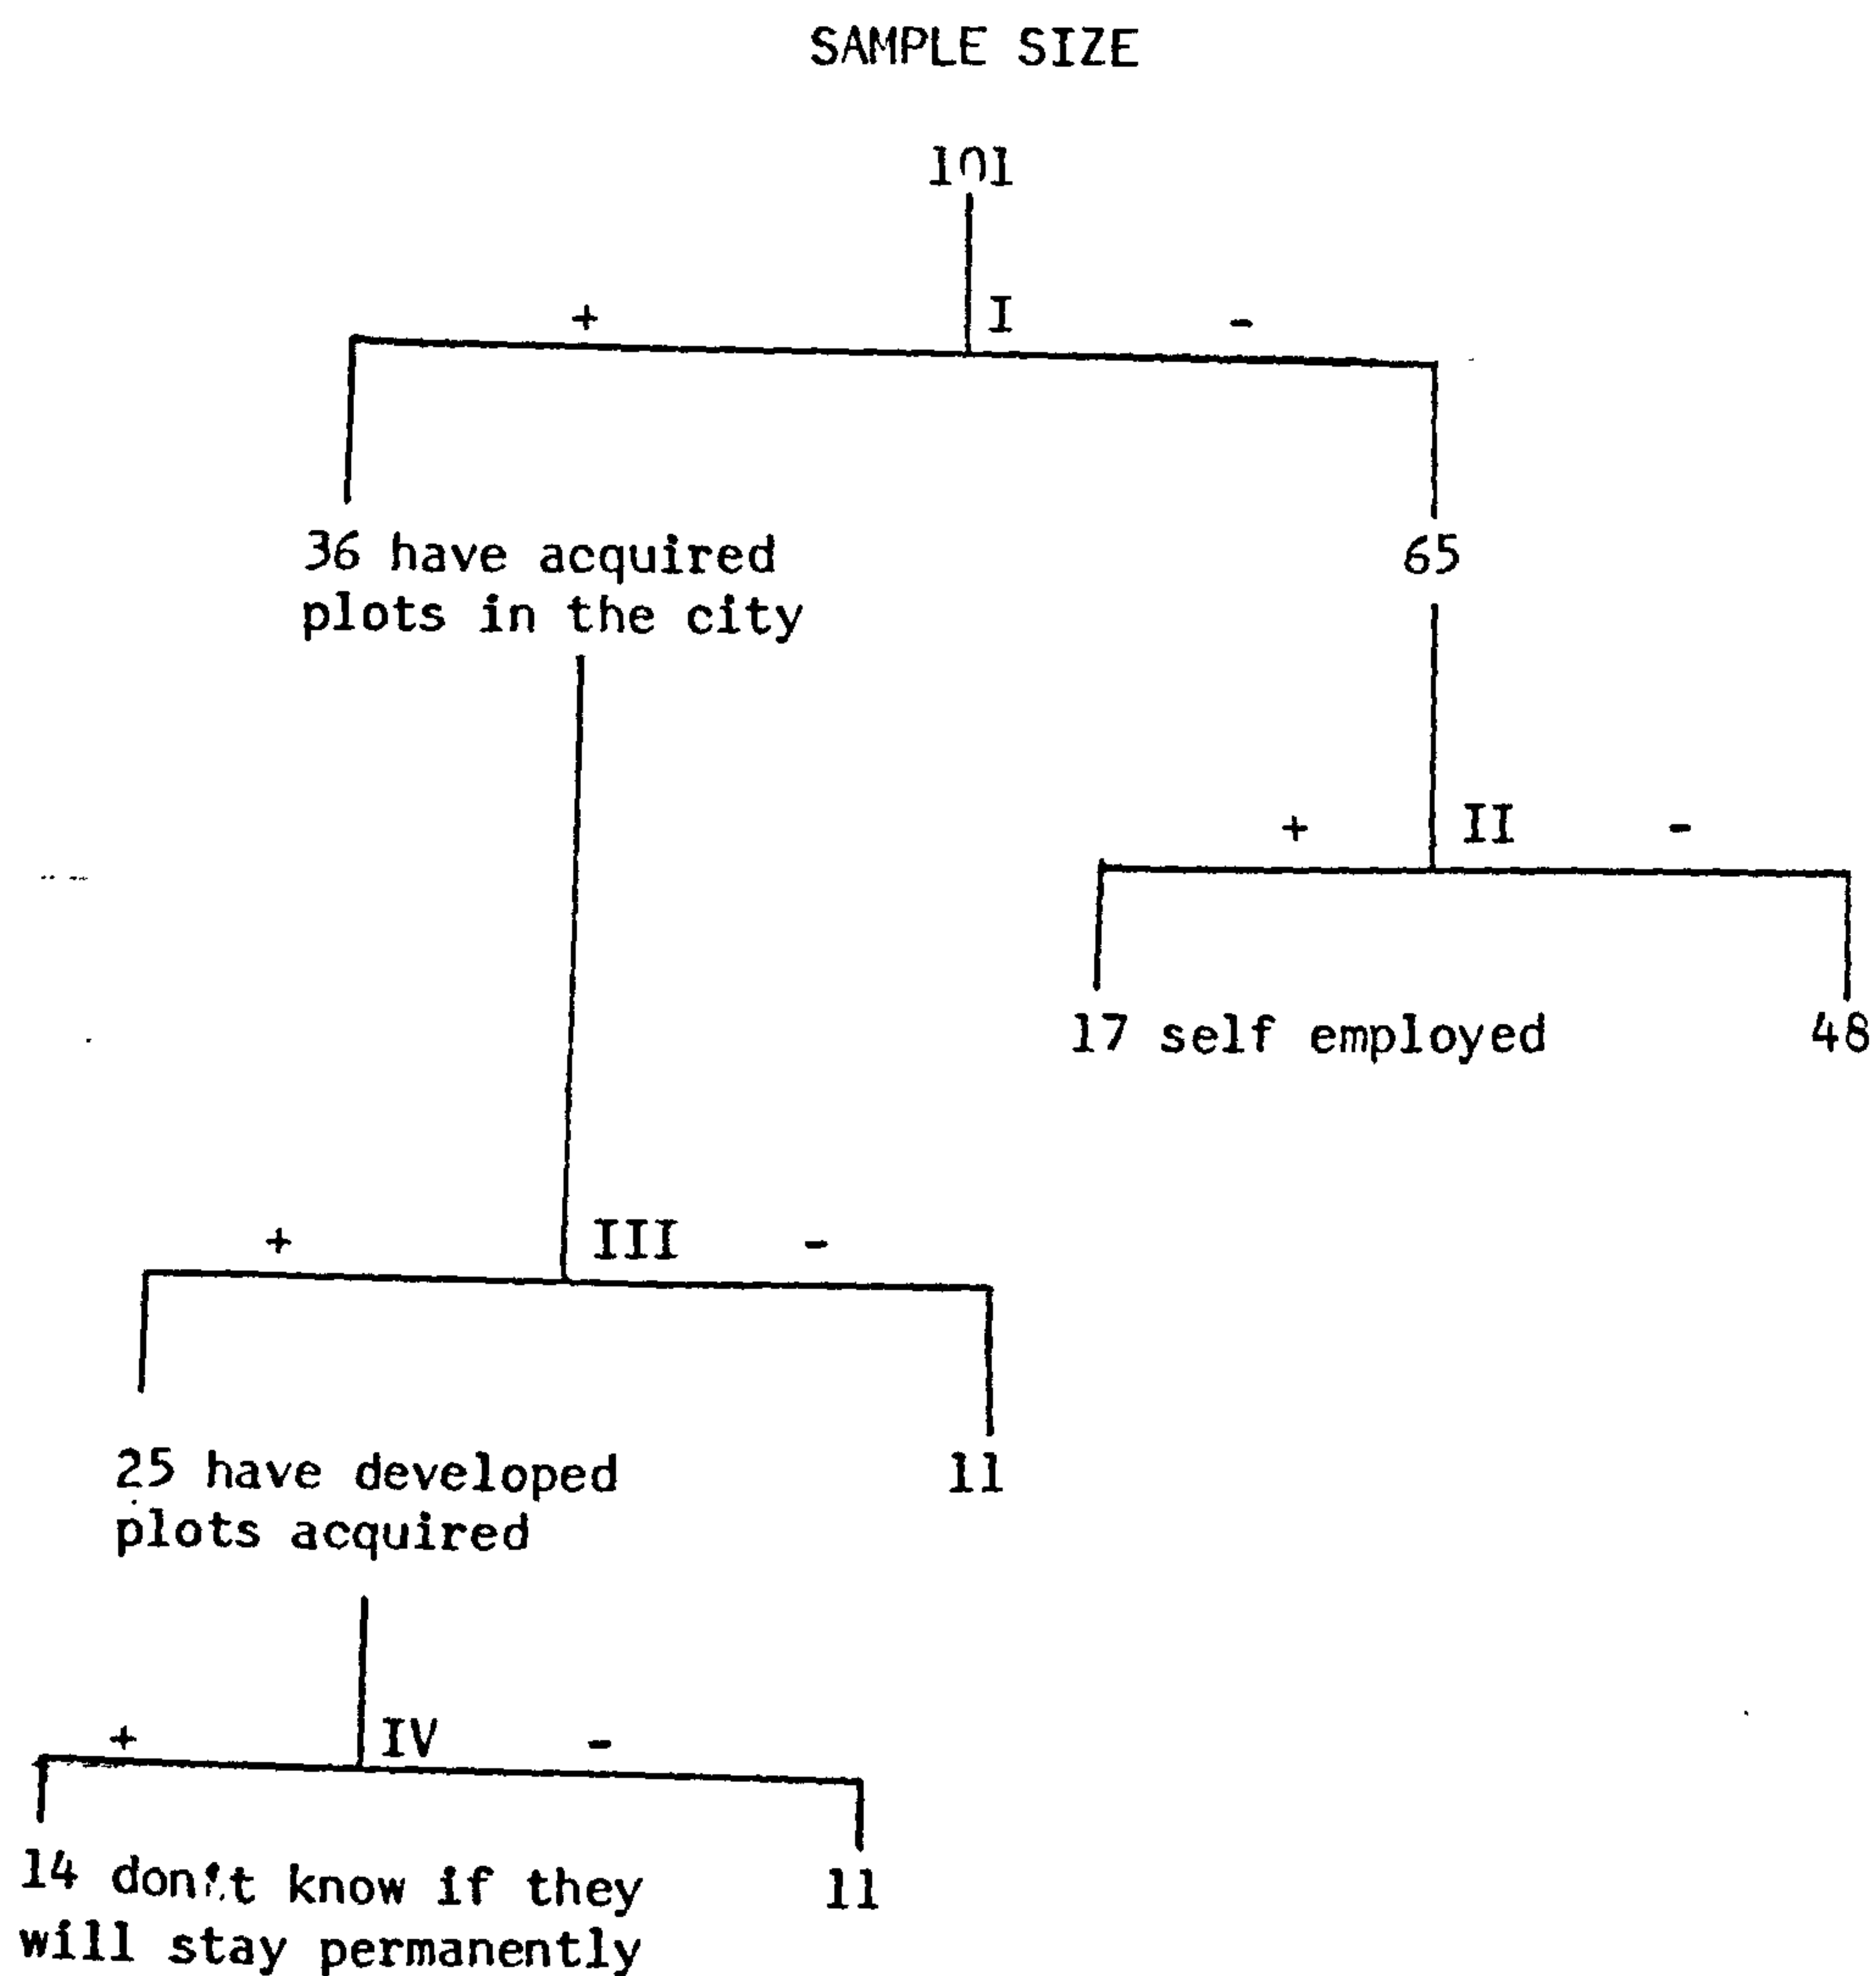 SAMPLE SIZE
101
+ I -
36 have acquired
plots in the city
65
+ II -
17 self employed
48
+ III -
25 have developed
plots acquired
11
+ IV -
14 don't know if they
will stay permanently
11